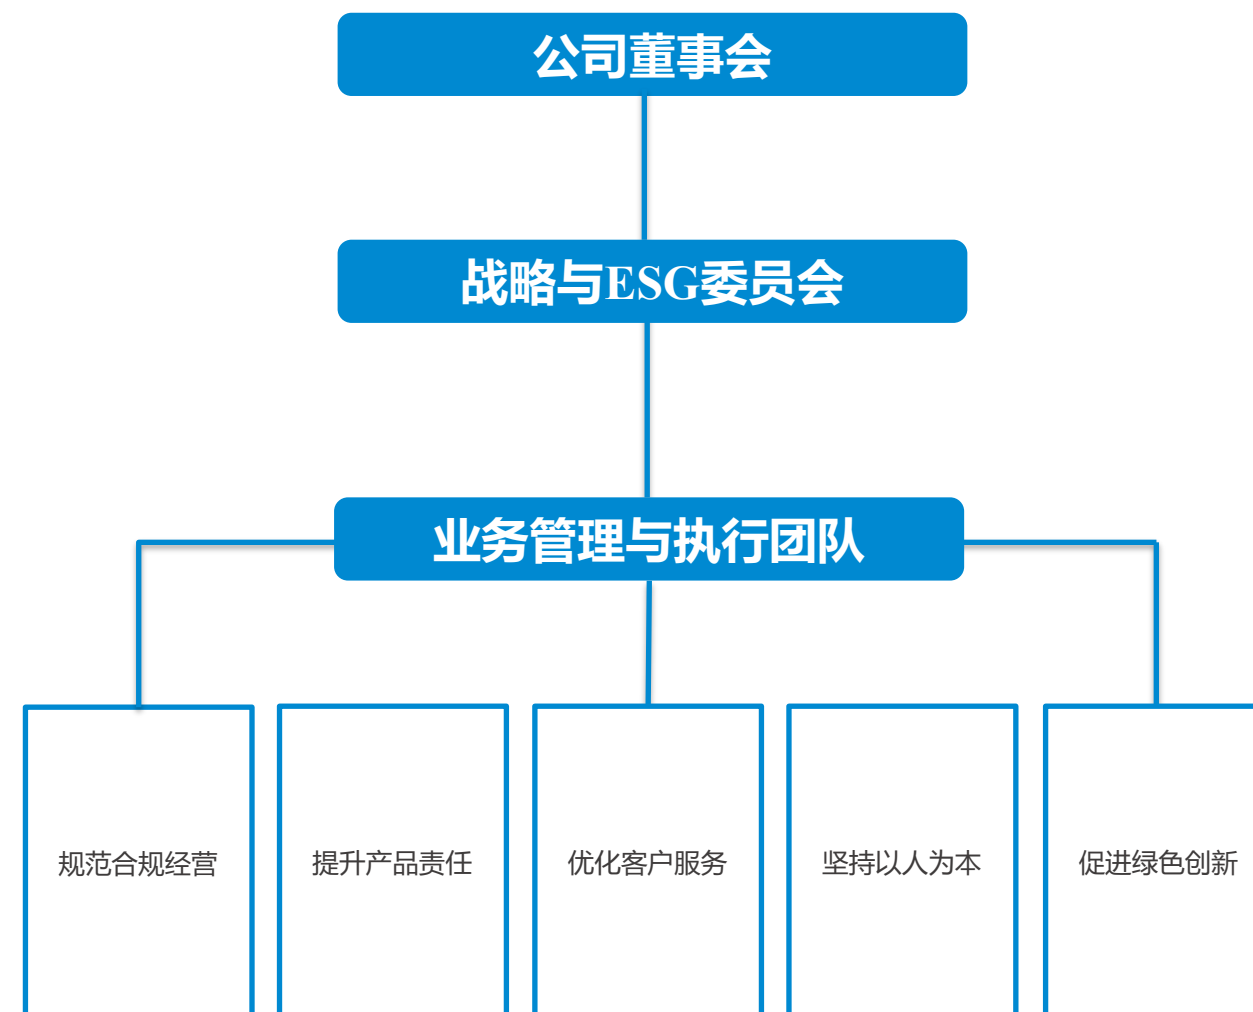 公司董事会
战略与ESG委员会
业务管理与执行团队
规范合规经营
提升产品责任
优化客户服务
坚持以人为本
促进绿色创新